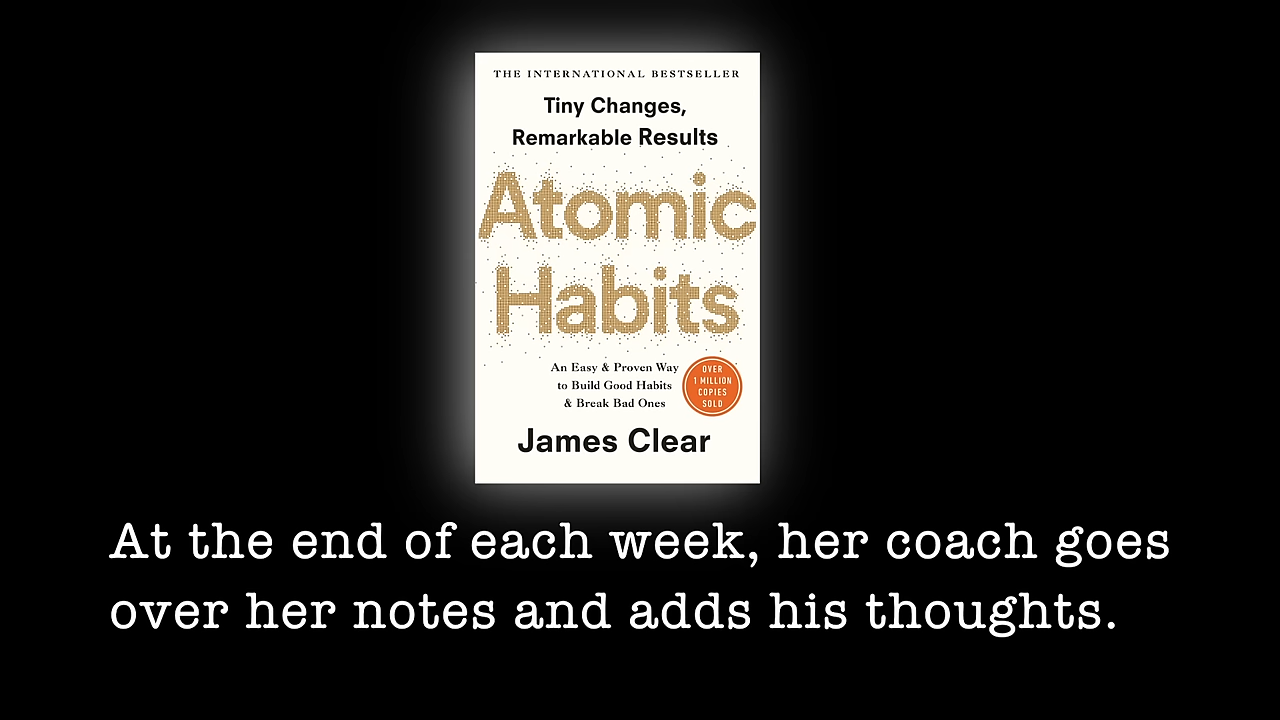 THE INTERNATIONAL BESTSELLER
Tiny Changes,
Remarkable Results
Atomic
Habits
An Easy & Proven Way
to Build Good Habits
& Break Bad Ones
OVER
1 MILLION
COPIES
SOLD
James Clear
At the end of each week, her coach goes
over her notes and adds his thoughts.